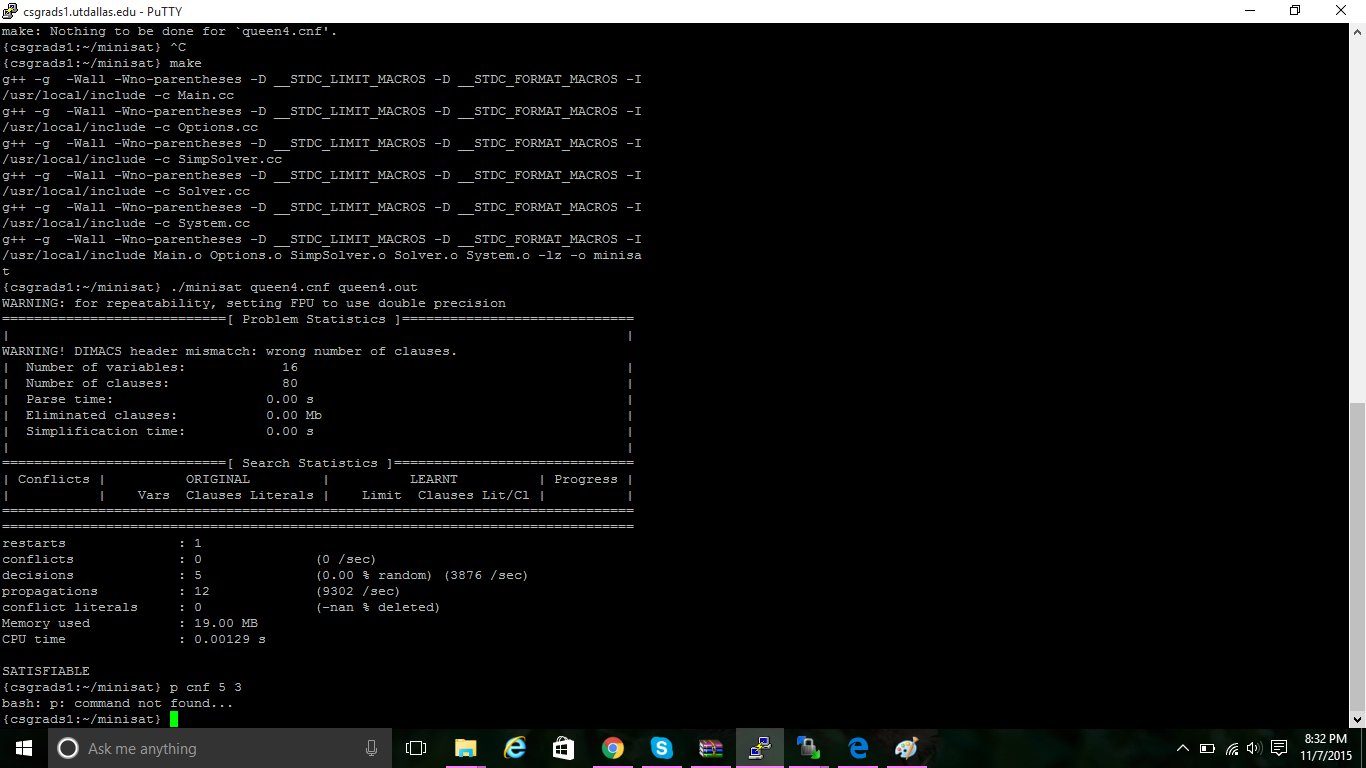 csgrads1.utdallas.edu - PuTTY
make: Nothing to be done for `queen4.cnf'.
{csgrads1:~/minisat} ^C
{csgrads1:~/minisat} make
g++ -g  -Wall -Wno-parentheses -D __STDC_LIMIT_MACROS -D __STDC_FORMAT_MACROS -I
/usr/local/include -c Main.cc
g++ -g  -Wall -Wno-parentheses -D __STDC_LIMIT_MACROS -D __STDC_FORMAT_MACROS -I
/usr/local/include -c Options.cc
g++ -g  -Wall -Wno-parentheses -D __STDC_LIMIT_MACROS -D __STDC_FORMAT_MACROS -I
/usr/local/include -c SimpSolver.cc
g++ -g  -Wall -Wno-parentheses -D __STDC_LIMIT_MACROS -D __STDC_FORMAT_MACROS -I
/usr/local/include -c Solver.cc
g++ -g  -Wall -Wno-parentheses -D __STDC_LIMIT_MACROS -D __STDC_FORMAT_MACROS -I
/usr/local/include -c System.cc
g++ -g  -Wall -Wno-parentheses -D __STDC_LIMIT_MACROS -D __STDC_FORMAT_MACROS -I
/usr/local/include Main.o Options.o SimpSolver.o Solver.o System.o -lz -o minisa
t
{csgrads1:~/minisat} ./minisat queen4.cnf queen4.out
WARNING: for repeatability, setting FPU to use double precision
============================[ Problem Statistics ]=============================
|                                                                             |
WARNING! DIMACS header mismatch: wrong number of clauses.
|  Number of variables:            16                                         |
|  Number of clauses:              80                                         |
|  Parse time:                   0.00 s                                       |
|  Eliminated clauses:           0.00 Mb                                      |
|  Simplification time:          0.00 s                                       |
|                                                                             |
============================[ Search Statistics ]==============================
| Conflicts |          ORIGINAL         |          LEARNT          | Progress |
|           |    Vars  Clauses Literals |    Limit  Clauses Lit/Cl |          |
===============================================================================
===============================================================================
restarts              : 1
conflicts             : 0              (0 /sec)
decisions             : 5              (0.00 % random) (3876 /sec)
propagations          : 12             (9302 /sec)
conflict literals     : 0              (-nan % deleted)
Memory used           : 19.00 MB
CPU time              : 0.00129 s
SATISFIABLE
{csgrads1:~/minisat} p cnf 5 3
bash: p: command not found...
{csgrads1:~/minisat}
Ask me anything
8:32 PM
11/7/2015